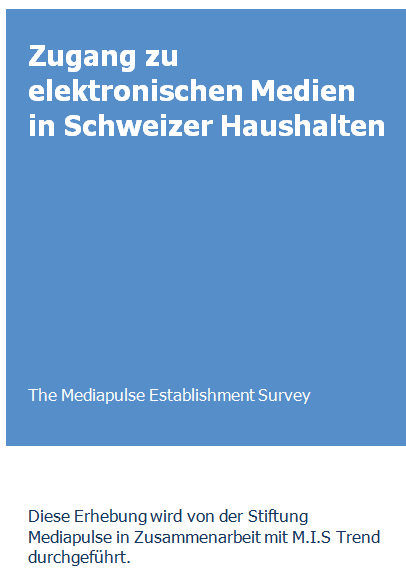 Zugang zu
elektronischen Medien
in Schweizer Haushalten
The Mediapulse Establishment Survey
Diese Erhebung wird von der Stiftung
Mediapulse in Zusammenarbeit mit M.I.S Trend
durchgeführt.